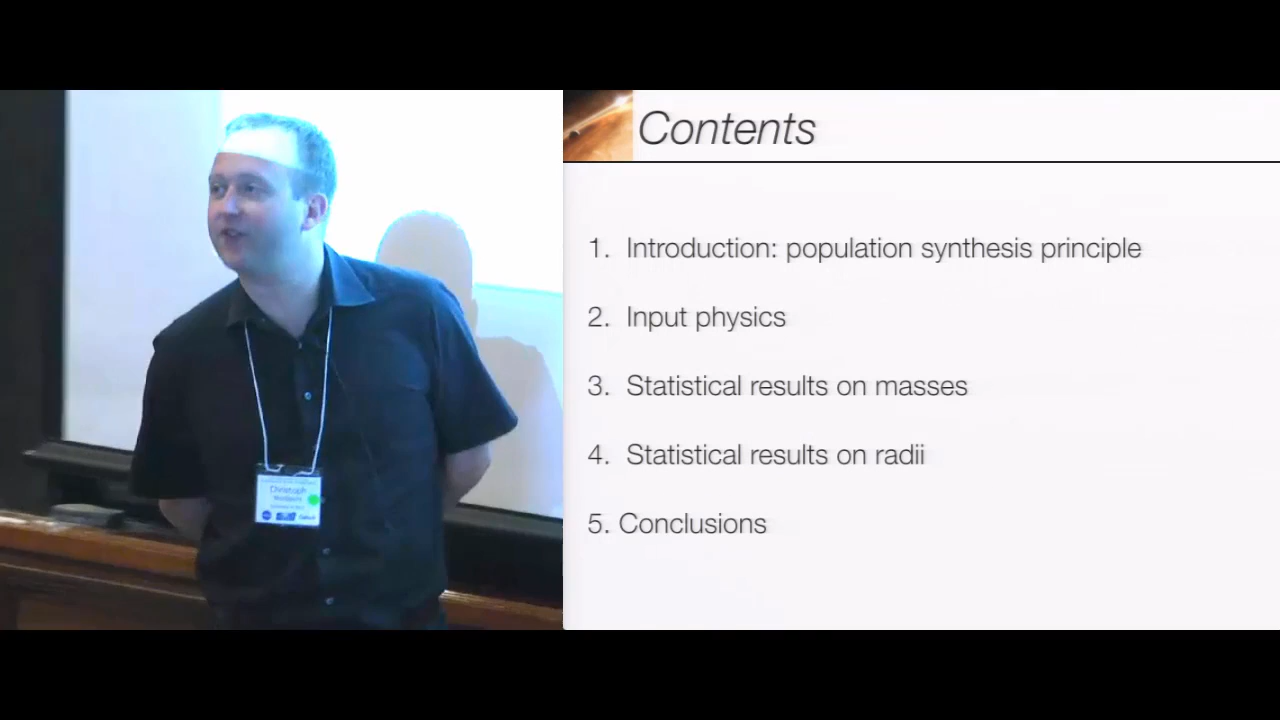 Contents
1. Introduction: population synthesis principle
2. Input physics
3. Statistical results on masses
4. Statistical results on radii
5. Conclusions
Christoph